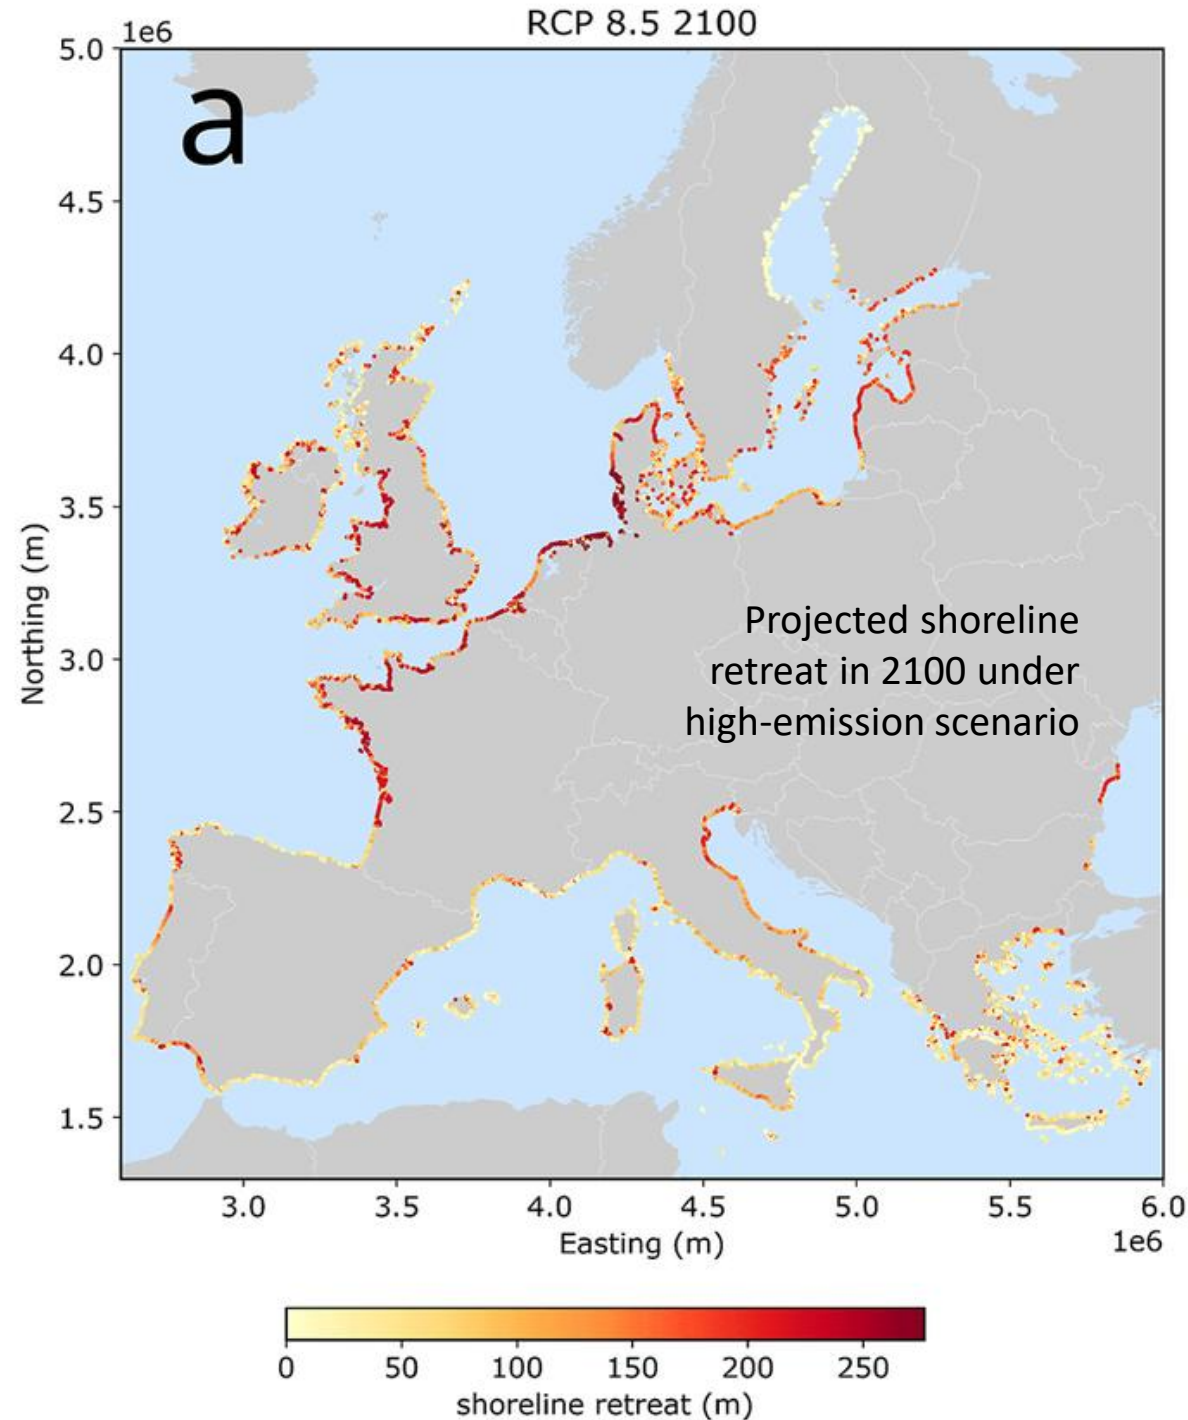 RCP 8.5 2100
1e6
a
5.0
4.5
4.0
3.5
3.0
2.5
2.0
1.5
Northing (m)
Projected shoreline
retreat in 2100 under
high-emission scenario
3.0 3.5 4.0 4.5 5.0 5.5 6.0
Easting (m)
1e6
0 50 100 150 200 250
shoreline retreat (m)